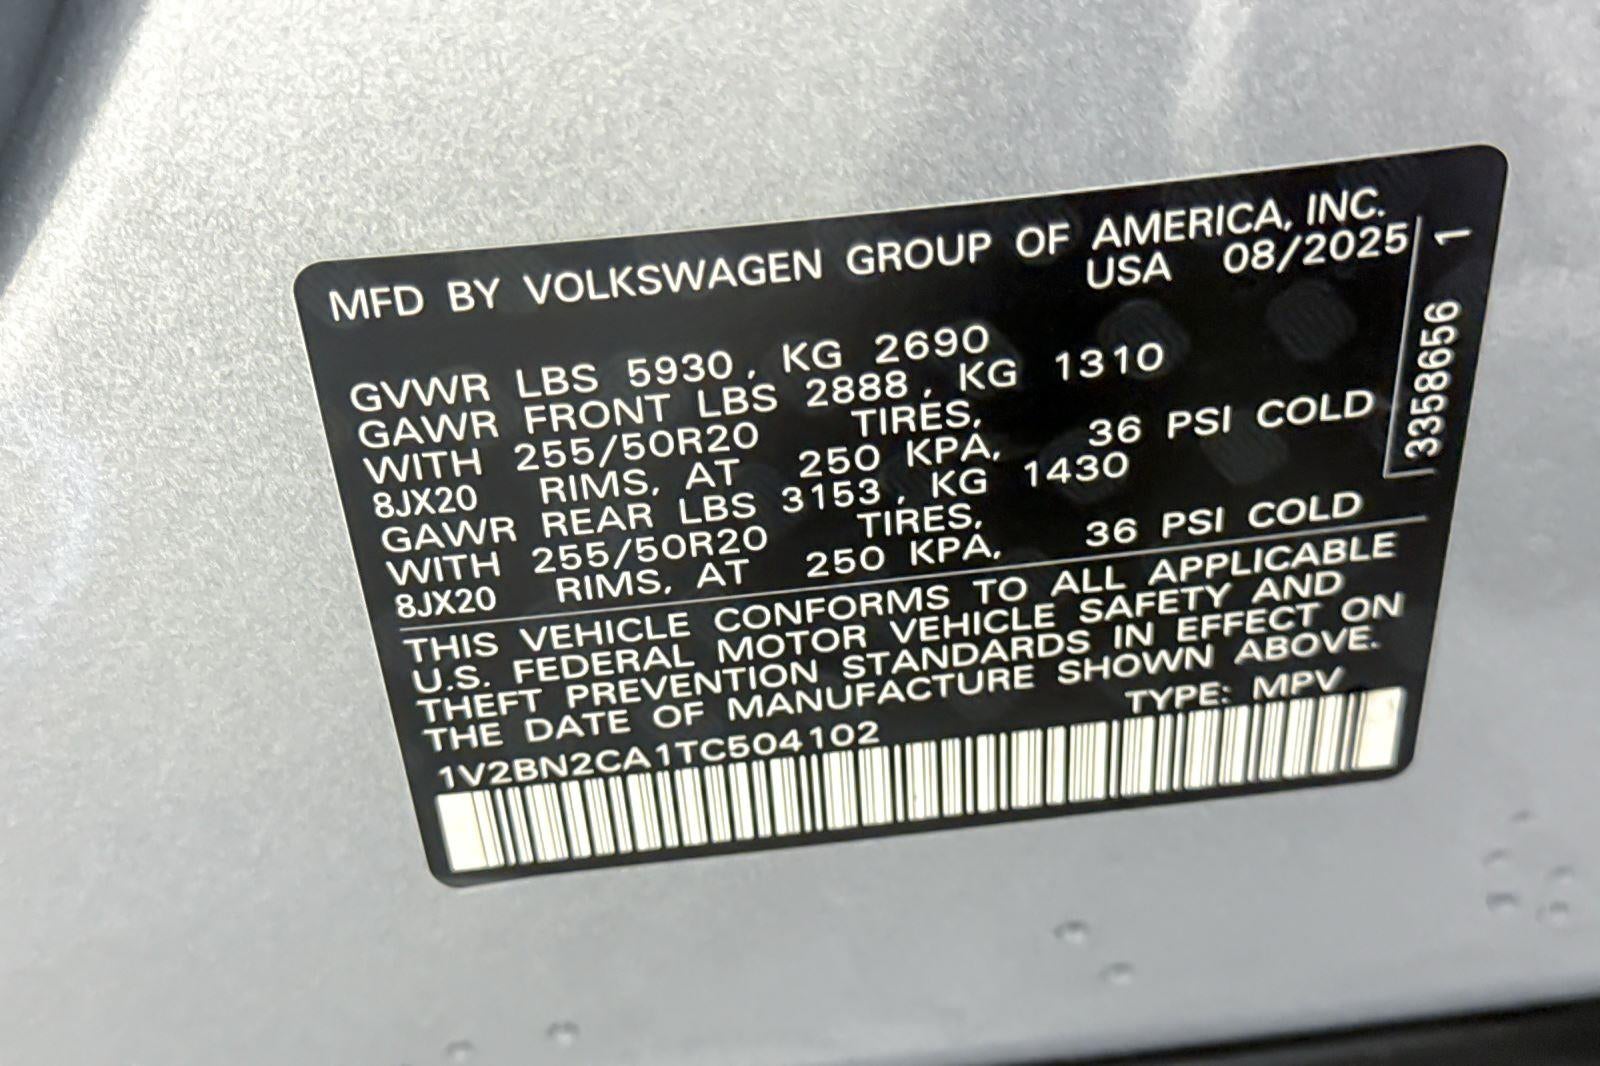 MFD BY VOLKSWAGEN GROUP OF AMERICA, INC.
USA 08/2025
GVWR LBS 5930, KG 2690
GAWR FRONT LBS 2888, KG 1310
WITH 255/50R20 TIRES,
8JX20 RIMS, AT 250 KPA, 36 PSI COLD
GAWR REAR LBS 3153, KG 1430
WITH 255/50R20 TIRES,
8JX20 RIMS, AT 250 KPA, 36 PSI COLD
THIS VEHICLE CONFORMS TO ALL APPLICABLE
U.S. FEDERAL MOTOR VEHICLE SAFETY AND
THEFT PREVENTION STANDARDS IN EFFECT ON
THE DATE OF MANUFACTURE SHOWN ABOVE.
1V2BN2CA1TC504102 TYPE: MPV
3358656 1